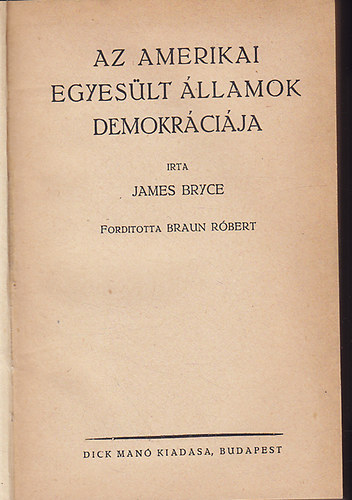 AZ AMERIKAI
EGYESÜLT ÁLLAMOK
DEMOKRÁCIÁJA
IRTA
JAMES BRYCE
FORDITOTTA BRAUN RÓBERT
DICK MANÓ KIADASA, BUDAPEST